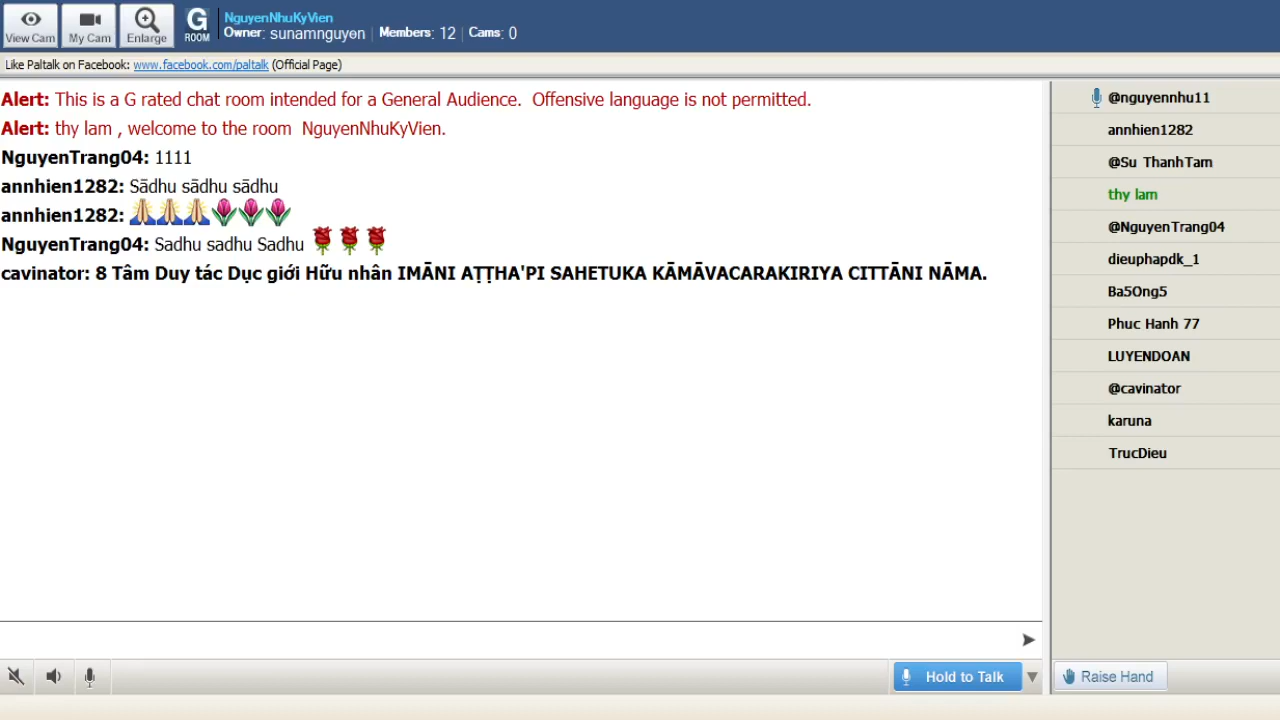 View Cam
My Cam
Enlarge
G
ROOM
NguyenNhuKyVien
Owner: sunamnguyen | Members: 12 | Cams: 0
Like Paltalk on Facebook: www.facebook.com/paltalk (Official Page)
Alert: This is a G rated chat room intended for a General Audience.  Offensive language is not permitted.
Alert: thy lam , welcome to the room  NguyenNhuKyVien.
NguyenTrang04: 1111
annhien1282: Sādhu sādhu sādhu
annhien1282: 🙏🙏🙏🌷🌷🌷
NguyenTrang04: Sadhu sadhu Sadhu 🌹🌹🌹
cavinator: 8 Tâm Duy tác Dục giới Hữu nhân IMĀNI AṬṬHA'PI SAHETUKA KĀMĀVACARAKIRIYA CITTĀNI NĀMA.
@nguyennhu11
annhien1282
@Su ThanhTam
thy lam
@NguyenTrang04
dieuphapdk_1
Ba5Ong5
Phuc Hanh 77
LUYENDOAN
@cavinator
karuna
TrucDieu
Hold to Talk
Raise Hand